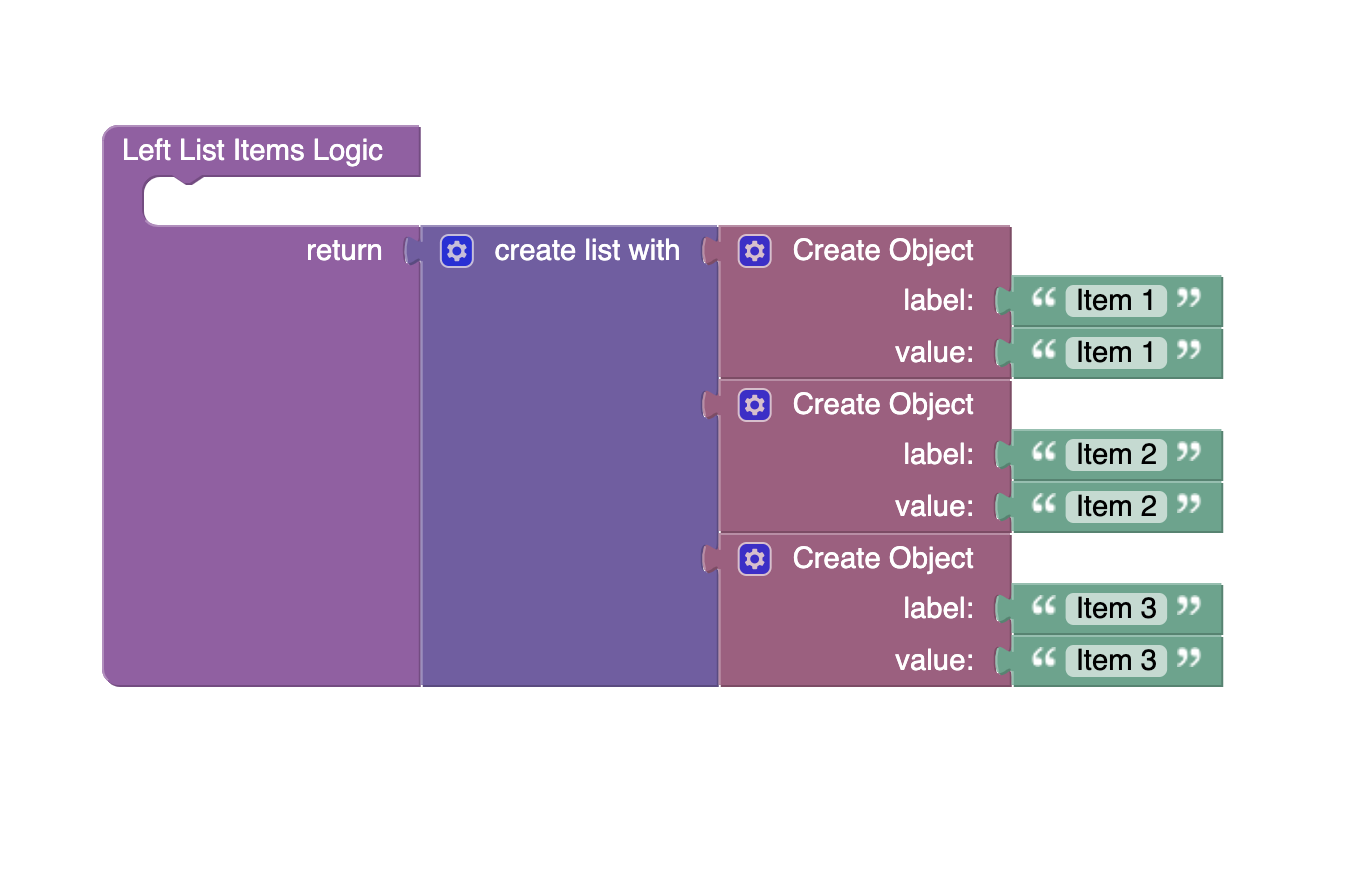 Left List Items Logic
return create list with Create Object
label: “ Item 1 ”
value: “ Item 1 ”
Create Object
label: “ Item 2 ”
value: “ Item 2 ”
Create Object
label: “ Item 3 ”
value: “ Item 3 ”